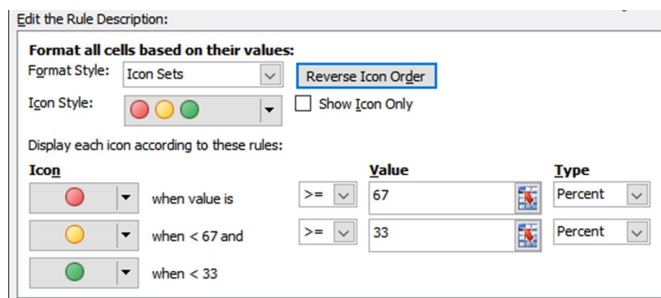 Edit the Rule Description:
Format all cells based on their values:
Format Style: Icon Sets Reverse Icon Order
Icon Style: Show Icon Only
Display each icon according to these rules:
Icon Value Type
when value is >= 67 Percent
when < 67 and >= 33 Percent
when < 33